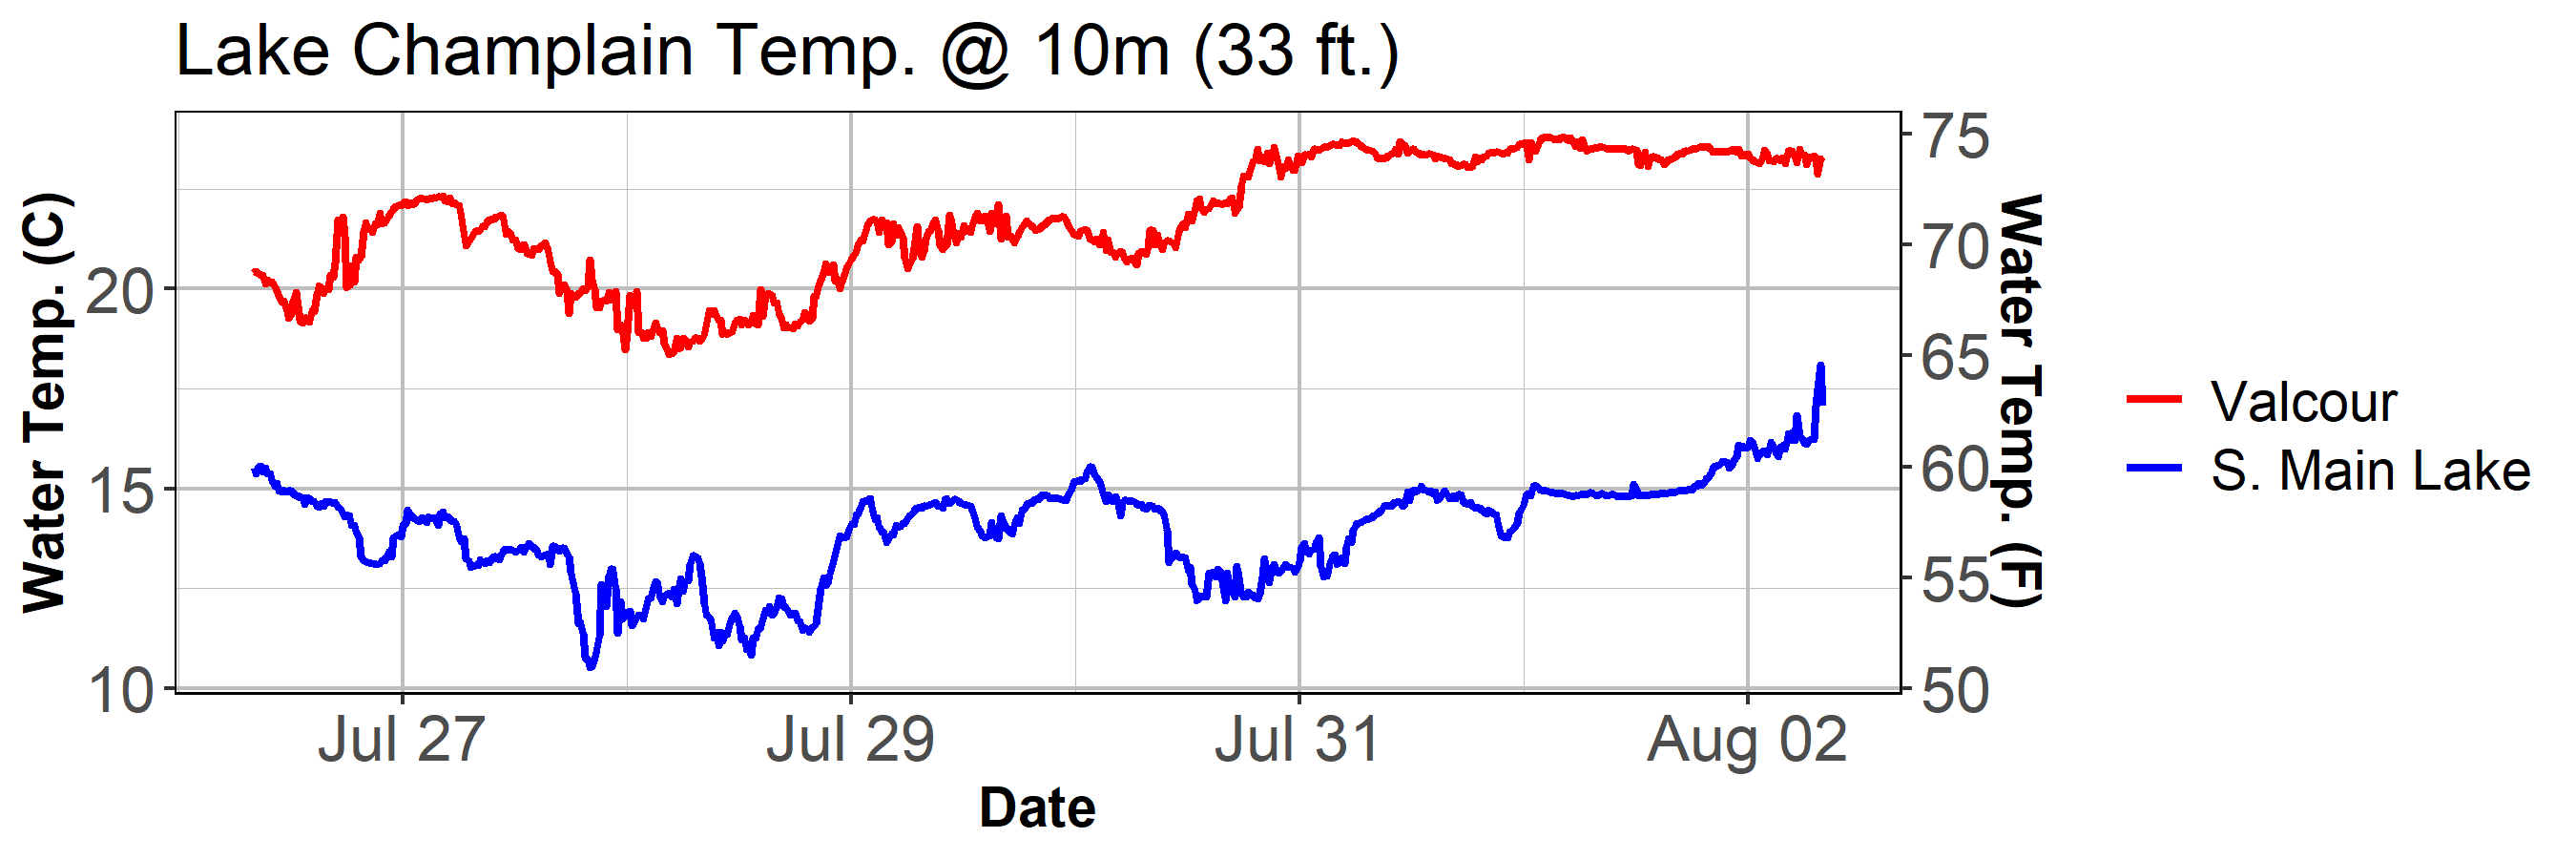 Lake Champlain Temp. @ 10m (33 ft.)
Water Temp. (C)
20
15
10
75
70
65
60
55
50
Water Temp. (F)
Jul 27
Jul 29
Jul 31
Aug 02
Date
Valcour
S. Main Lake